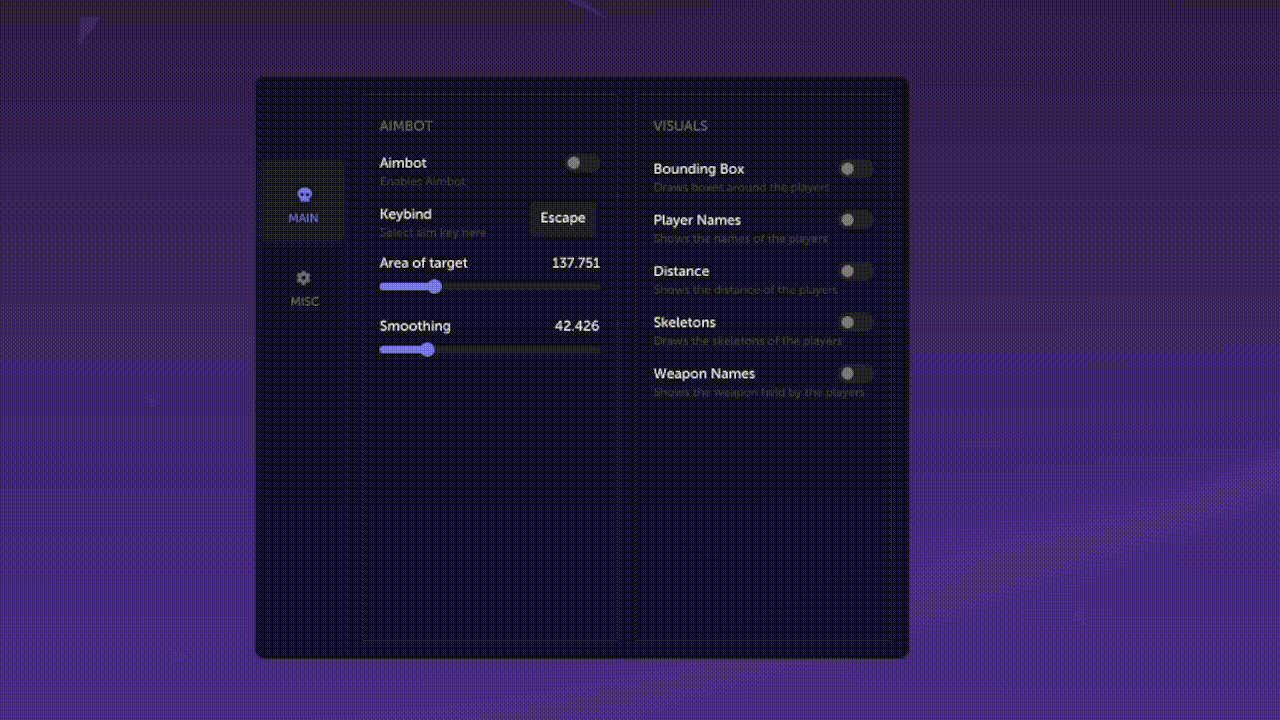 MAIN
MISC
AIMBOT
Aimbot
Enables Aimbot
Keybind
Select aim key here
Escape
Area of target 137.751
Smoothing 42.426
VISUALS
Bounding Box
Draws boxes around the players
Player Names
Shows the names of the players
Distance
Shows the distance of the players
Skeletons
Draws the skeletons of the players
Weapon Names
Shows the weapon held by the players